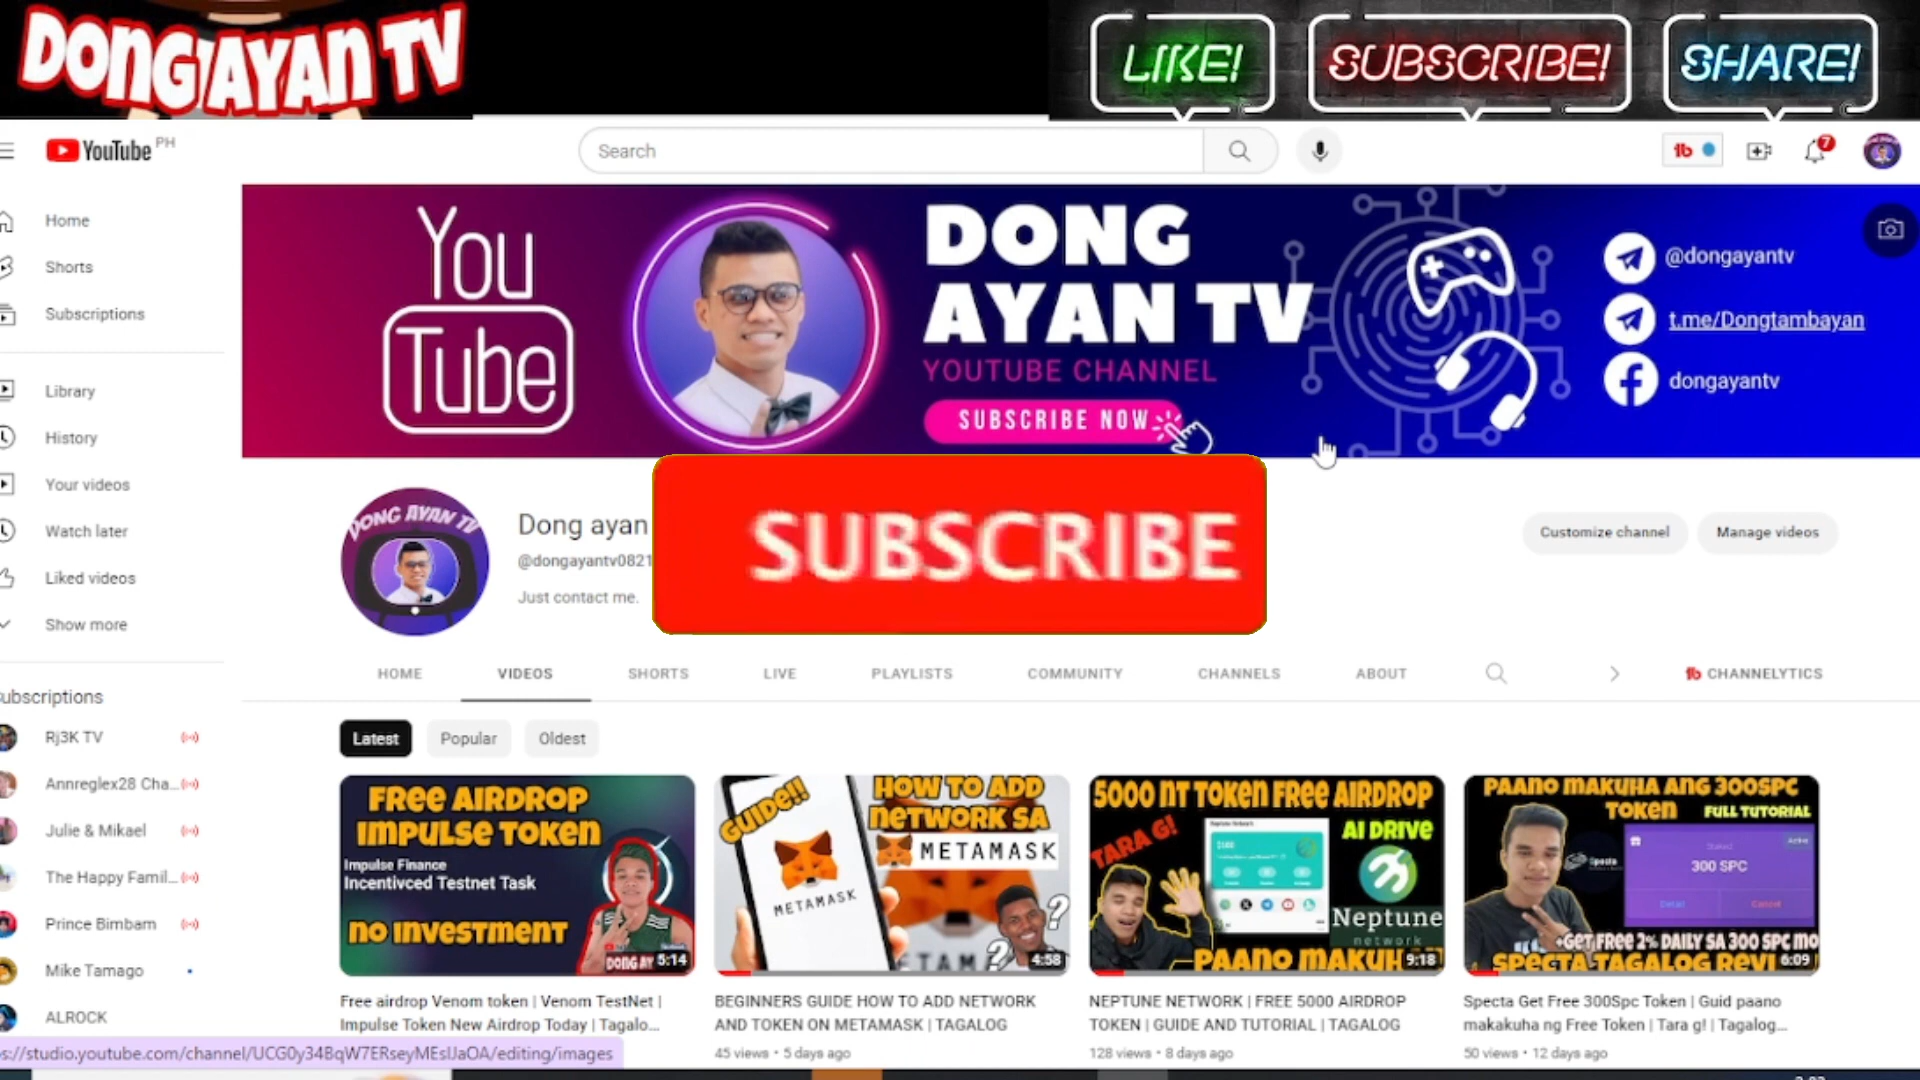 DONG AYAN TV
LIKE!
SUBSCRIBE!
SHARE!
YouTube PH
Search
7
Home
Shorts
Subscriptions
Library
History
Your videos
Watch later
Liked videos
Show more
ubscriptions
Rj3K TV
Annreglex28 Cha...
Julie & Mikael
The Happy Famil...
Prince Bimbam
Mike Tamago
ALROCK
You
Tube
DONG
AYAN TV
YOUTUBE CHANNEL
SUBSCRIBE NOW
@dongayantv
t.me/Dongtambayan
dongayantv
DONG AYAN TV
Dong ayan
@dongayantv0821
Just contact me.
SUBSCRIBE
Customize channel
Manage videos
HOME
VIDEOS
SHORTS
LIVE
PLAYLISTS
COMMUNITY
CHANNELS
ABOUT
CHANNELYTICS
Latest
Popular
Oldest
FREE AIRDROP
IMPULSE TOKEN
Impulse Finance
Incentivced Testnet Task
NO INVESTMENT
DONG AY
5:14
Free airdrop Venom token | Venom TestNet |
Impulse Token New Airdrop Today | Tagalo...
GUIDE!!
HOW TO ADD
NETWORK SA
METAMASK
METAMASK
4:58
BEGINNERS GUIDE HOW TO ADD NETWORK
AND TOKEN ON METAMASK | TAGALOG
45 views • 5 days ago
5000 NT TOKEN FREE AIRDROP
TARA G!
AI DRIVE
Neptune
network
PAANO MAKUH
9:18
NEPTUNE NETWORK | FREE 5000 AIRDROP
TOKEN | GUIDE AND TUTORIAL | TAGALOG
128 views • 8 days ago
PAANO MAKUHA ANG 300SPC
TOKEN FULL TUTORIAL
Specta
Staked
Active
300 SPC
Detail
Cancel
+GET FREE 2% DAILY SA 300 SPC MO
SPECTA TAGALOG REVI
6:09
Specta Get Free 300Spc Token | Guid paano
makakuha ng Free Token | Tara g! | Tagalog...
50 views • 12 days ago